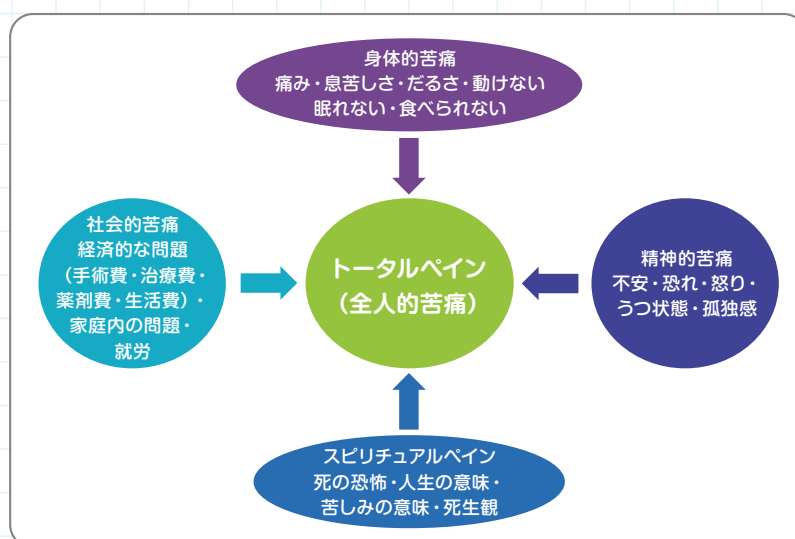 身体的苦痛
痛み・息苦しさ・だるさ・動けない
眠れない・食べられない
社会的苦痛
経済的な問題
（手術費・治療費・
薬剤費・生活費）・
家庭内の問題・
就労
トータルペイン
（全人的苦痛）
精神的苦痛
不安・恐れ・怒り・
うつ状態・孤独感
スピリチュアルペイン
死の恐怖・人生の意味・
苦しみの意味・死生観